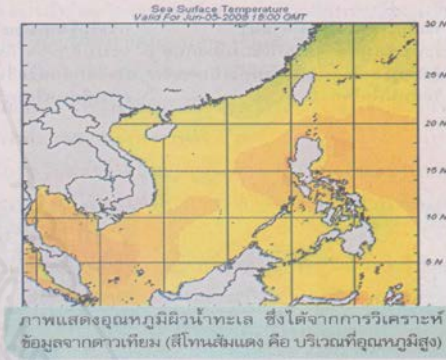 Sea Surface Temperature
Valid For Jun-05-2009 15:00 GMT
30 N
25 N
20 N
15 N
10 N
5 N
ภาพแสดงอุณหภูมิผิวน้ำทะเล ซึ่งได้จากการวิเคราะห์
ข้อมูลจากดาวเทียม (สีโทนส้มแดง คือ บริเวณที่อุณหภูมิสูง)